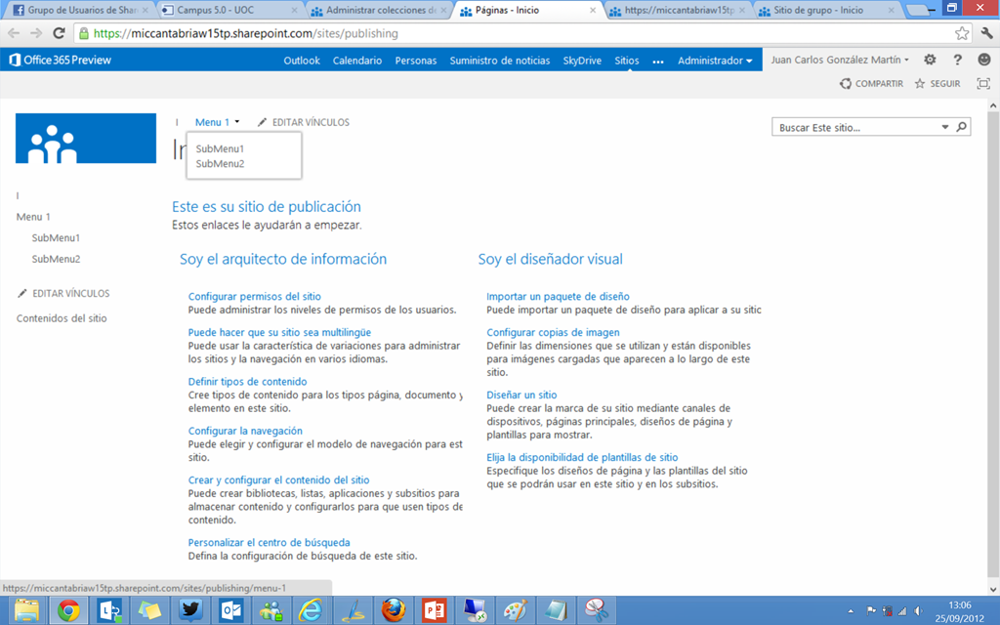 Grupo de Usuarios de Shar
Campus 5.0 - UOC
Administrar colecciones de
Páginas - Inicio
https://miccantabriaw15tp
Sitio de grupo - Inicio
https://miccantabriaw15tp.sharepoint.com/sites/publishing
Office 365 Preview
Outlook Calendario Personas Suministro de noticias SkyDrive Sitios ... Administrador
Juan Carlos González Martín
COMPARTIR SEGUIR
I Menu 1 EDITAR VÍNCULOS
Buscar Este sitio...
In
SubMenu1
SubMenu2
I
Menu 1
SubMenu1
SubMenu2
EDITAR VÍNCULOS
Contenidos del sitio
Este es su sitio de publicación
Estos enlaces le ayudarán a empezar.
Soy el arquitecto de información
Configurar permisos del sitio
Puede administrar los niveles de permisos de los usuarios.
Puede hacer que su sitio sea multilingüe
Puede usar la característica de variaciones para administrar
los sitios y la navegación en varios idiomas.
Definir tipos de contenido
Cree tipos de contenido para los tipos página, documento y
elemento en este sitio.
Configurar la navegación
Puede elegir y configurar el modelo de navegación para est
sitio.
Crear y configurar el contenido del sitio
Puede crear bibliotecas, listas, aplicaciones y subsitios para
almacenar contenido y configurarlos para que usen tipos de
contenido.
Personalizar el centro de búsqueda
Defina la configuración de búsqueda de este sitio.
Soy el diseñador visual
Importar un paquete de diseño
Puede importar un paquete de diseño para aplicar a su sitic
Configurar copias de imagen
Definir las dimensiones que se utilizan y están disponibles
para imágenes cargadas que aparecen a lo largo de este
sitio.
Diseñar un sitio
Puede crear la marca de su sitio mediante canales de
dispositivos, páginas principales, diseños de página y
plantillas para mostrar.
Elija la disponibilidad de plantillas de sitio
Especifique los diseños de página y las plantillas del sitio
que se podrán usar en este sitio y en los subsitios.
https://miccantabriaw15tp.sharepoint.com/sites/publishing/menu-1
13:06
25/09/2012